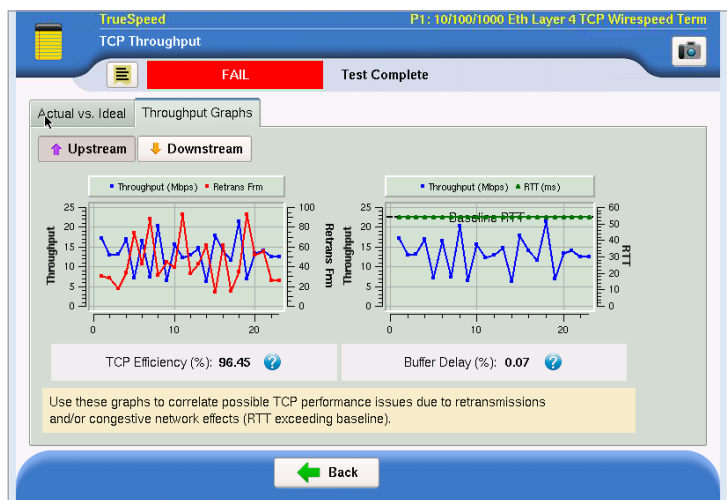 TrueSpeed
P1: 10/100/1000 Eth Layer 4 TCP Wirespeed Term
TCP Throughput
FAIL
Test Complete
Actual vs. Ideal
Throughput Graphs
Upstream
Downstream
Throughput (Mbps) Retrans Frm
25
20
15
10
5
0
Throughput
100
80
60
40
20
0
Retrans Frm
0 10 20
Throughput (Mbps) RTT (ms)
Baseline RTT
25
20
15
10
5
0
Throughput
60
50
40
30
20
10
0
RTT
0 10 20
TCP Efficiency (%): 96.45 ?
Buffer Delay (%): 0.07 ?
Use these graphs to correlate possible TCP performance issues due to retransmissions
and/or congestive network effects (RTT exceeding baseline).
Back